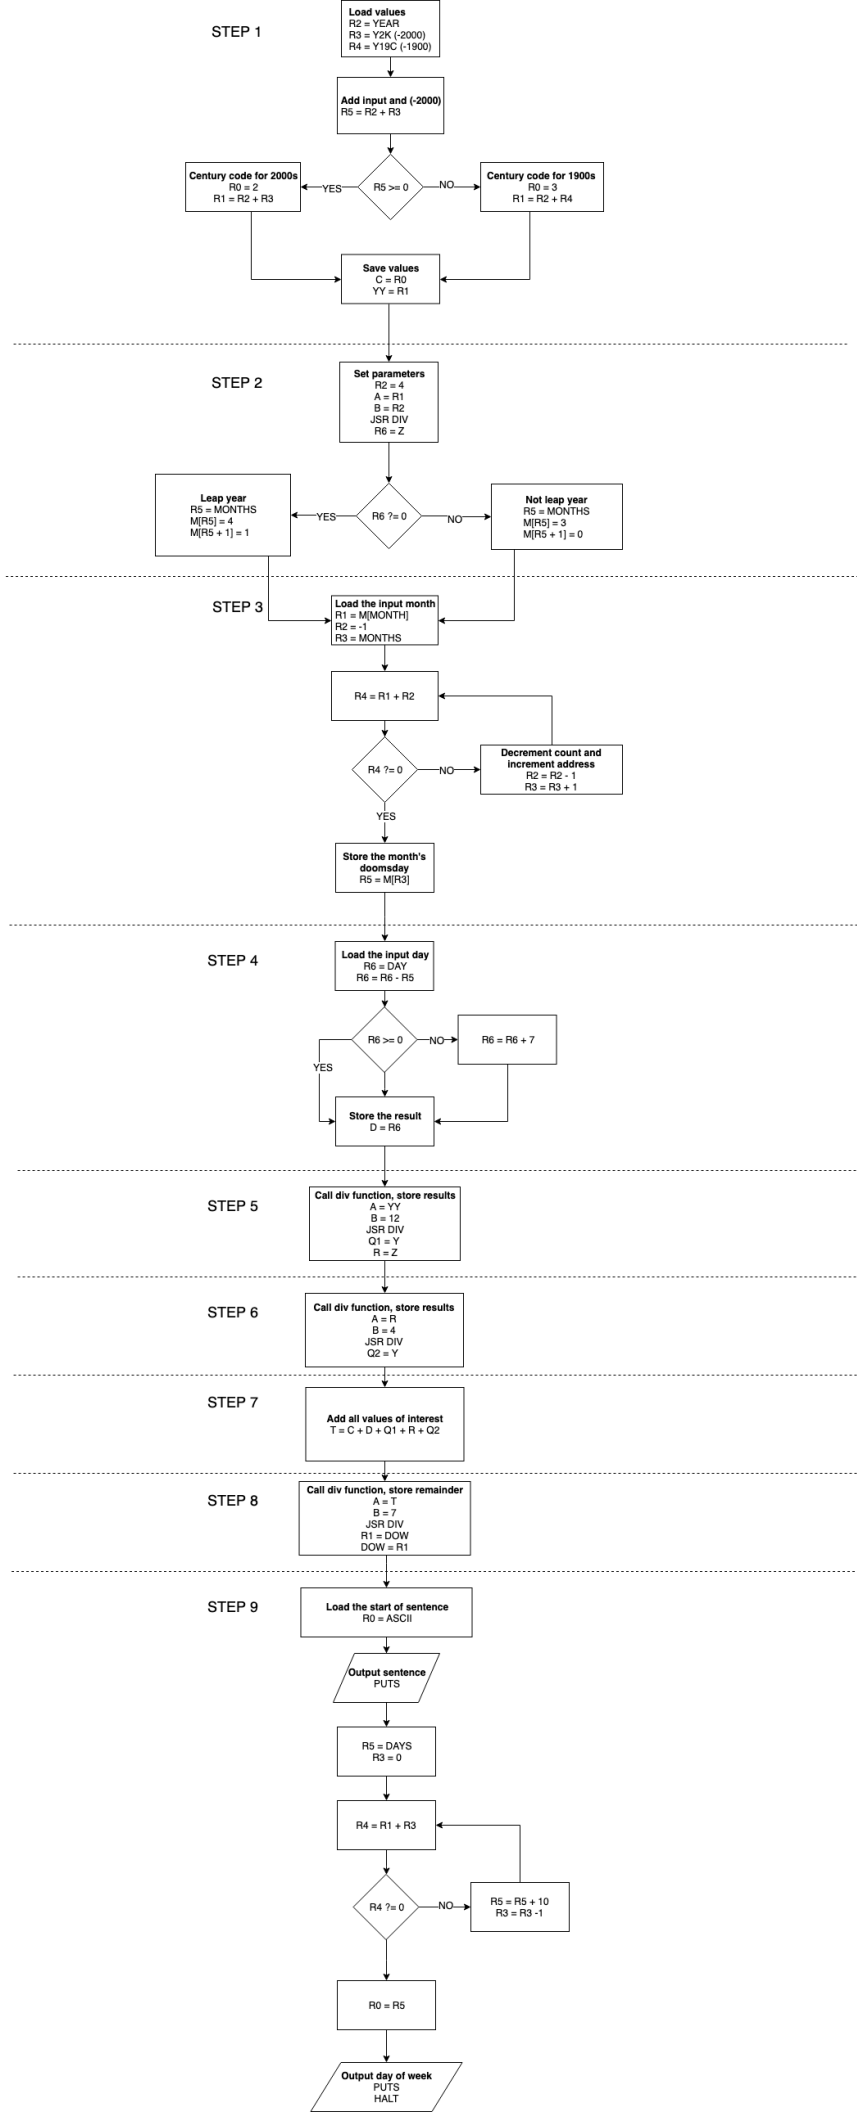 STEP 1
Load values
R2 = YEAR
R3 = Y2K (-2000)
R4 = Y19C (-1900)
Add input and (-2000)
R5 = R2 + R3
R5 >= 0
YES
NO
Century code for 2000s
R0 = 2
R1 = R2 + R3
Century code for 1900s
R0 = 3
R1 = R2 + R4
Save values
C = R0
YY = R1
STEP 2
Set parameters
R2 = 4
A = R1
B = R2
JSR DIV
R6 = Z
R6 ?= 0
YES
NO
Leap year
R5 = MONTHS
M[R5] = 4
M[R5 + 1] = 1
Not leap year
R5 = MONTHS
M[R5] = 3
M[R5 + 1] = 0
STEP 3
Load the input month
R1 = M[MONTH]
R2 = -1
R3 = MONTHS
R4 = R1 + R2
R4 ?= 0
NO
Decrement count and
increment address
R2 = R2 - 1
R3 = R3 + 1
YES
Store the month's
doomsday
R5 = M[R3]
STEP 4
Load the input day
R6 = DAY
R6 = R6 - R5
R6 >= 0
NO
R6 = R6 + 7
YES
Store the result
D = R6
STEP 5
Call div function, store results
A = YY
B = 12
JSR DIV
Q1 = Y
R = Z
STEP 6
Call div function, store results
A = R
B = 4
JSR DIV
Q2 = Y
STEP 7
Add all values of interest
T = C + D + Q1 + R + Q2
STEP 8
Call div function, store remainder
A = T
B = 7
JSR DIV
R1 = DOW
DOW = R1
STEP 9
Load the start of sentence
R0 = ASCII
Output sentence
PUTS
R5 = DAYS
R3 = 0
R4 = R1 + R3
R4 ?= 0
NO
R5 = R5 + 10
R3 = R3 -1
R0 = R5
Output day of week
PUTS
HALT